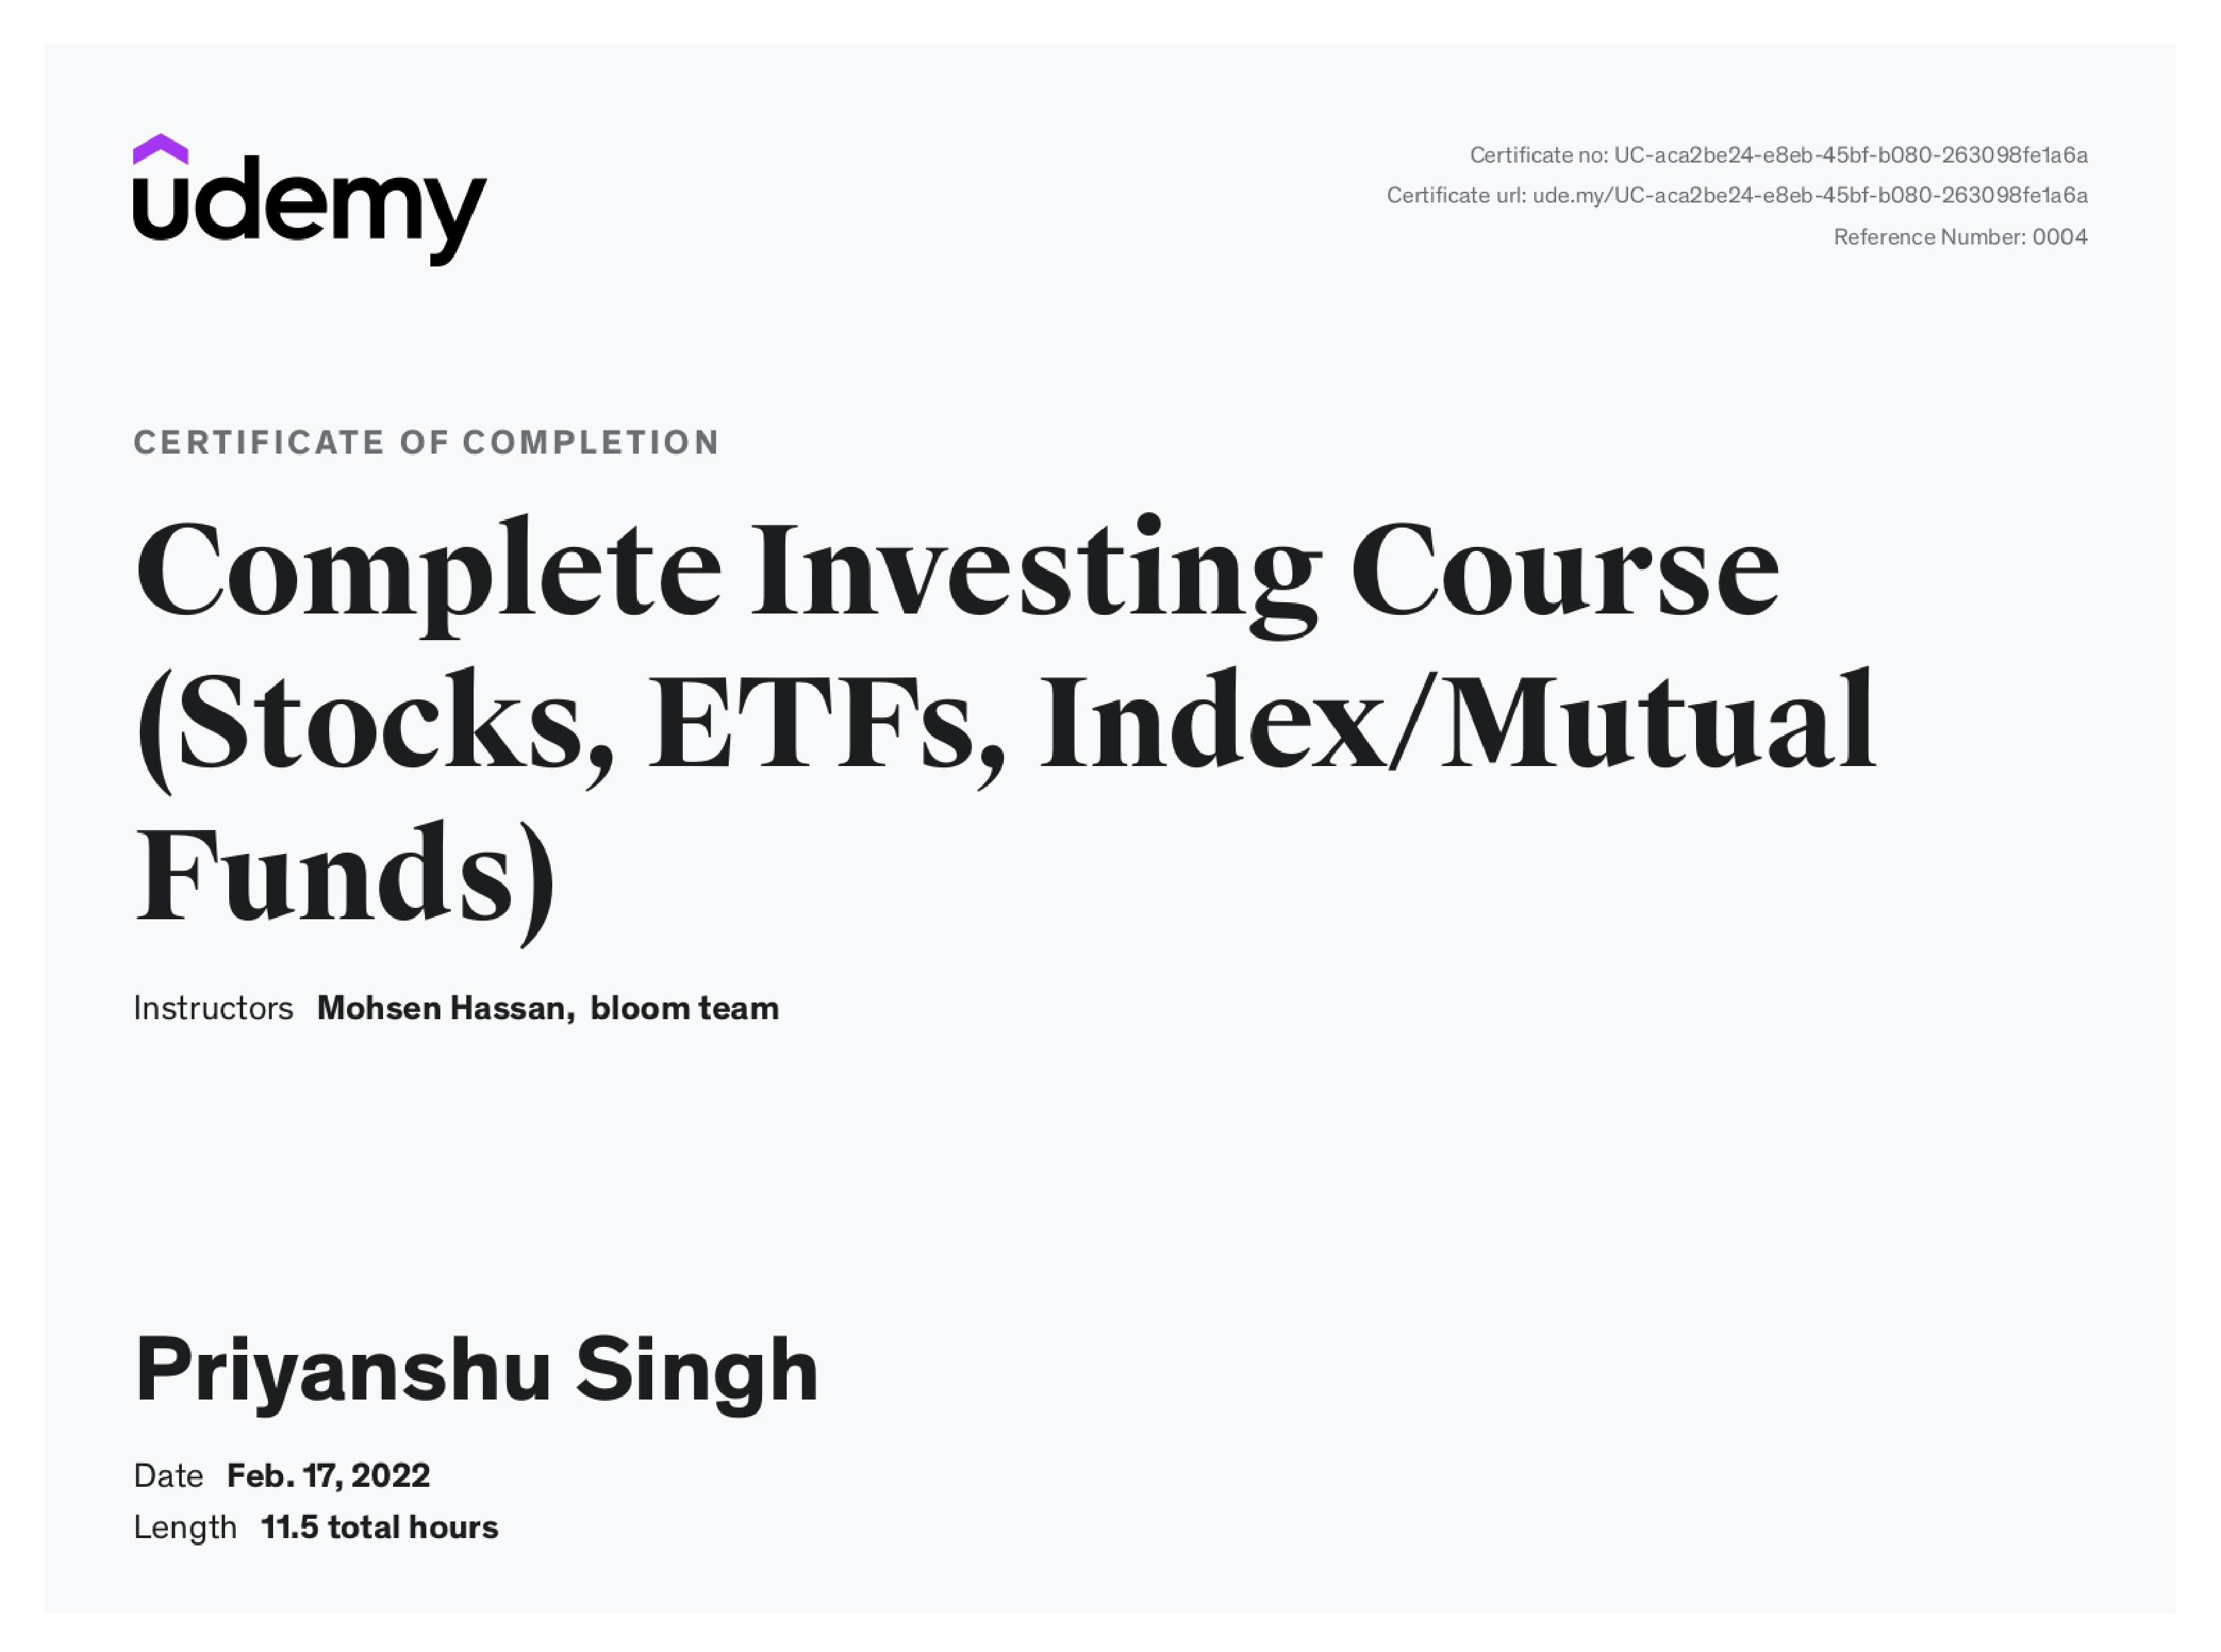 udemy
Certificate no: UC-aca2be24-e8eb-45bf-b080-263098fe1a6a
Certificate url: ude.my/UC-aca2be24-e8eb-45bf-b080-263098fe1a6a
Reference Number: 0004
CERTIFICATE OF COMPLETION
Complete Investing Course
(Stocks, ETFs, Index/Mutual
Funds)
Instructors Mohsen Hassan, bloom team
Priyanshu Singh
Date Feb. 17, 2022
Length 11.5 total hours